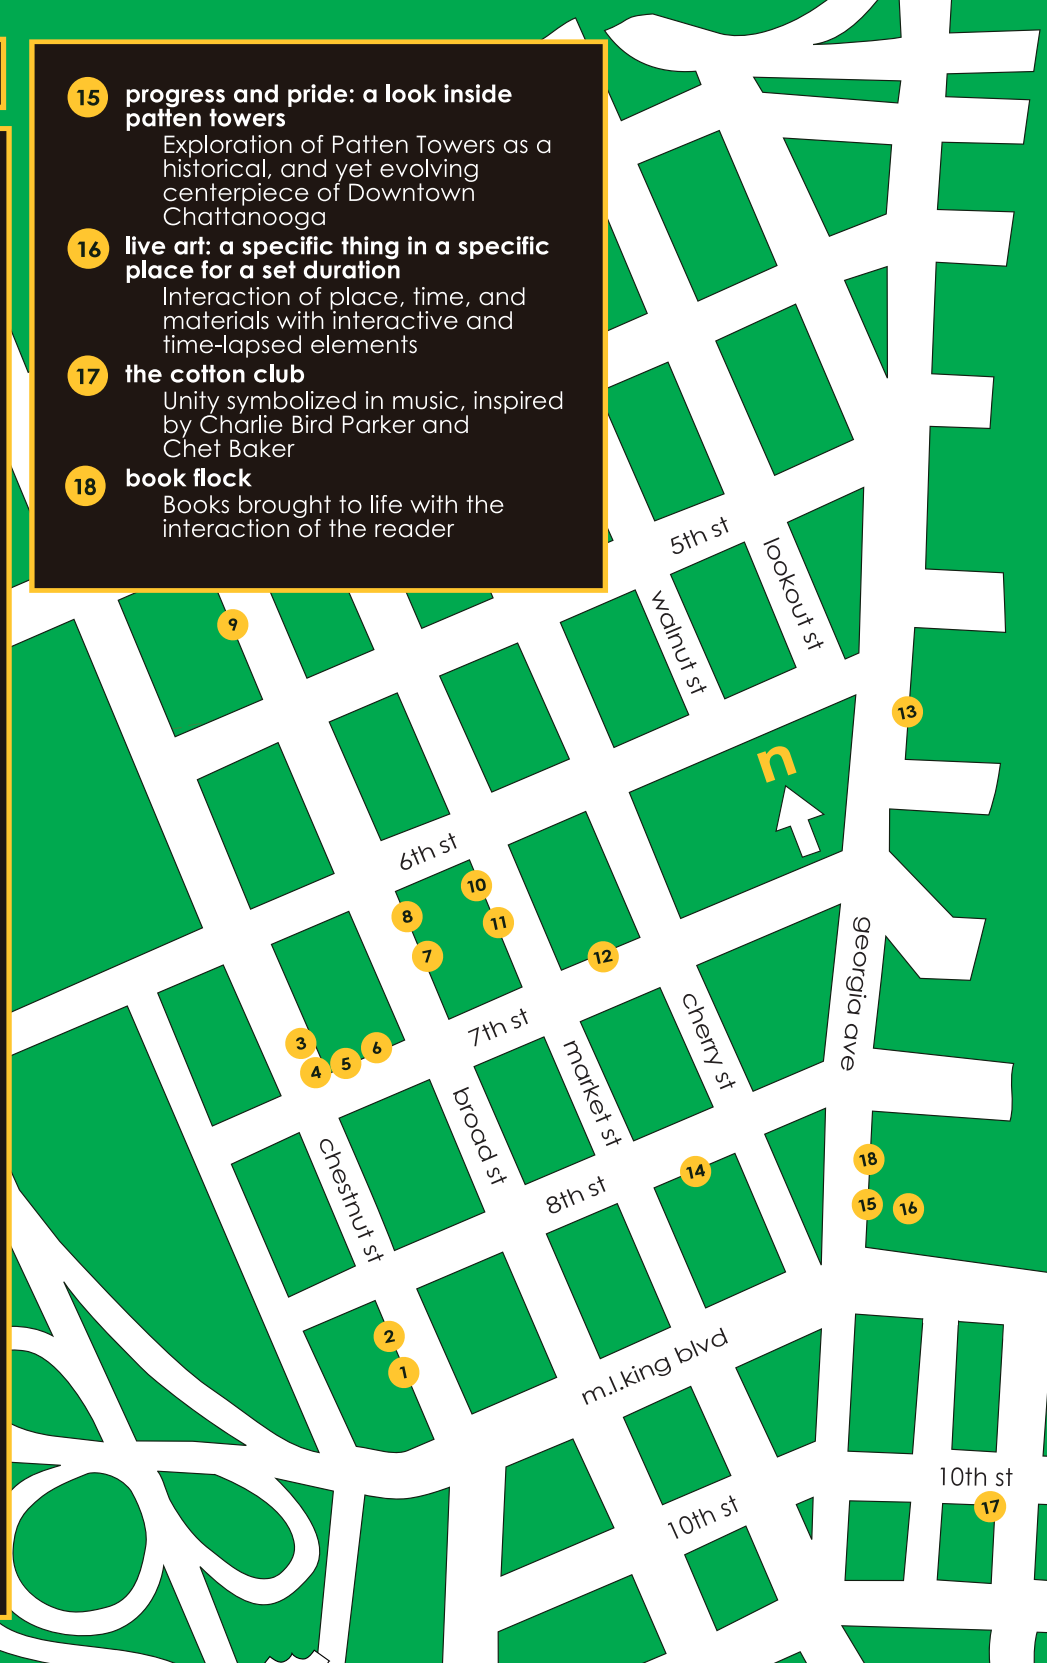 15 progress and pride: a look inside
patten towers
Exploration of Patten Towers as a
historical, and yet evolving
centerpiece of Downtown
Chattanooga
16 live art: a specific thing in a specific
place for a set duration
Interaction of place, time, and
materials with interactive and
time-lapsed elements
17 the cotton club
Unity symbolized in music, inspired
by Charlie Bird Parker and
Chet Baker
18 book flock
Books brought to life with the
interaction of the reader
5th st
lookout st
walnut st
9
13
n
6th st
10
8
11
7
12
georgia ave
cherry st
7th st
market st
3
6
5
4
broad st
chestnut st
18
14
8th st
15
16
2
1
m.l.king blvd
10th st
17
10th st